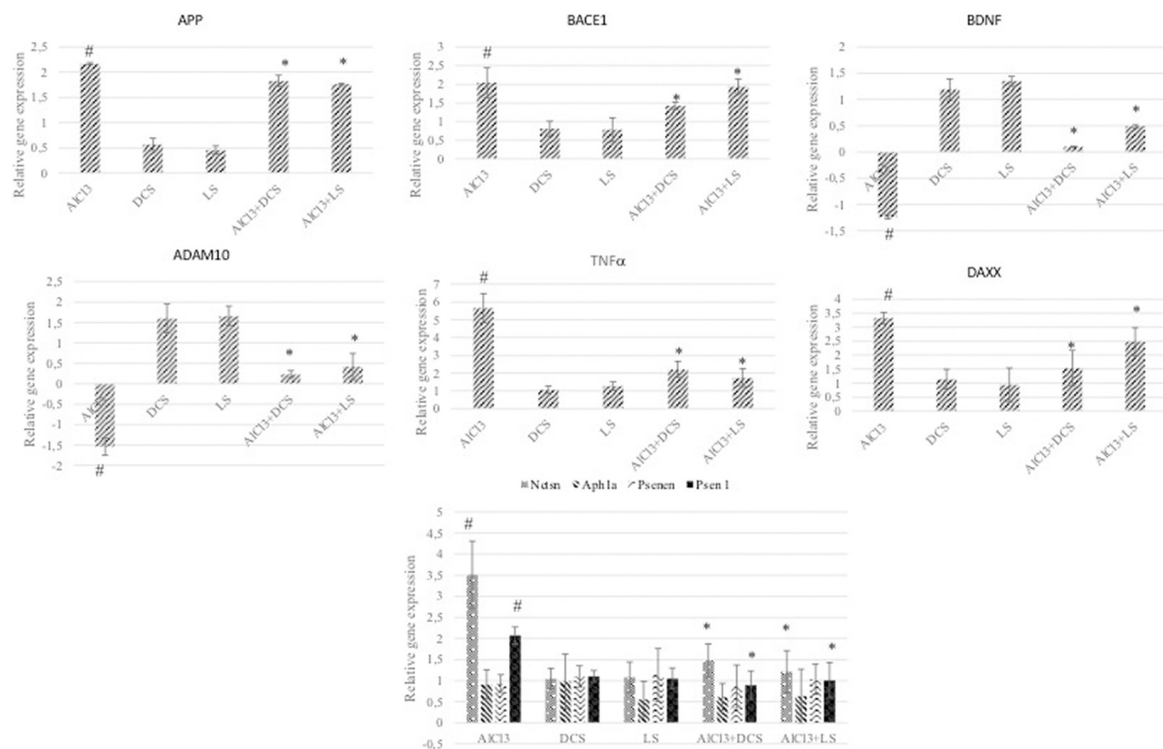 APP
Relative gene expression
2,5
2
1,5
1
0,5
0
#
*
*
AlCl3
DCS
LS
AlCl3+DCS
AlCl3+LS
BACE1
Relative gene expression
3
2,5
2
1,5
1
0,5
0
#
*
*
AlCl3
DCS
LS
AlCl3+DCS
AlCl3+LS
BDNF
Relative gene expression
2
1,5
1
0,5
0
-0,5
-1
-1,5
#
*
*
DCS
LS
AlCl3+DCS
AlCl3+LS
ADAM10
Relative gene expression
2,5
2
1,5
1
0,5
0
-0,5
-1
-1,5
-2
#
*
*
DCS
LS
AlCl3+DCS
AlCl3+LS
TNFα
Relative gene expression
7
6
5
4
3
2
1
0
#
*
*
AlCl3
DCS
LS
AlCl3+DCS
AlCl3+LS
DAXX
Relative gene expression
4
3,5
3
2,5
2
1,5
1
0,5
0
#
*
*
AlCl3
DCS
LS
AlCl3+DCS
AlCl3+LS
Nctsn Aph1a Psenen Psen1
Relative gene expression
5
4,5
4
3,5
3
2,5
2
1,5
1
0,5
0
-0,5
#
#
*
*
*
*
AlCl3 DCS LS AlCl3+DCS AlCl3+LS